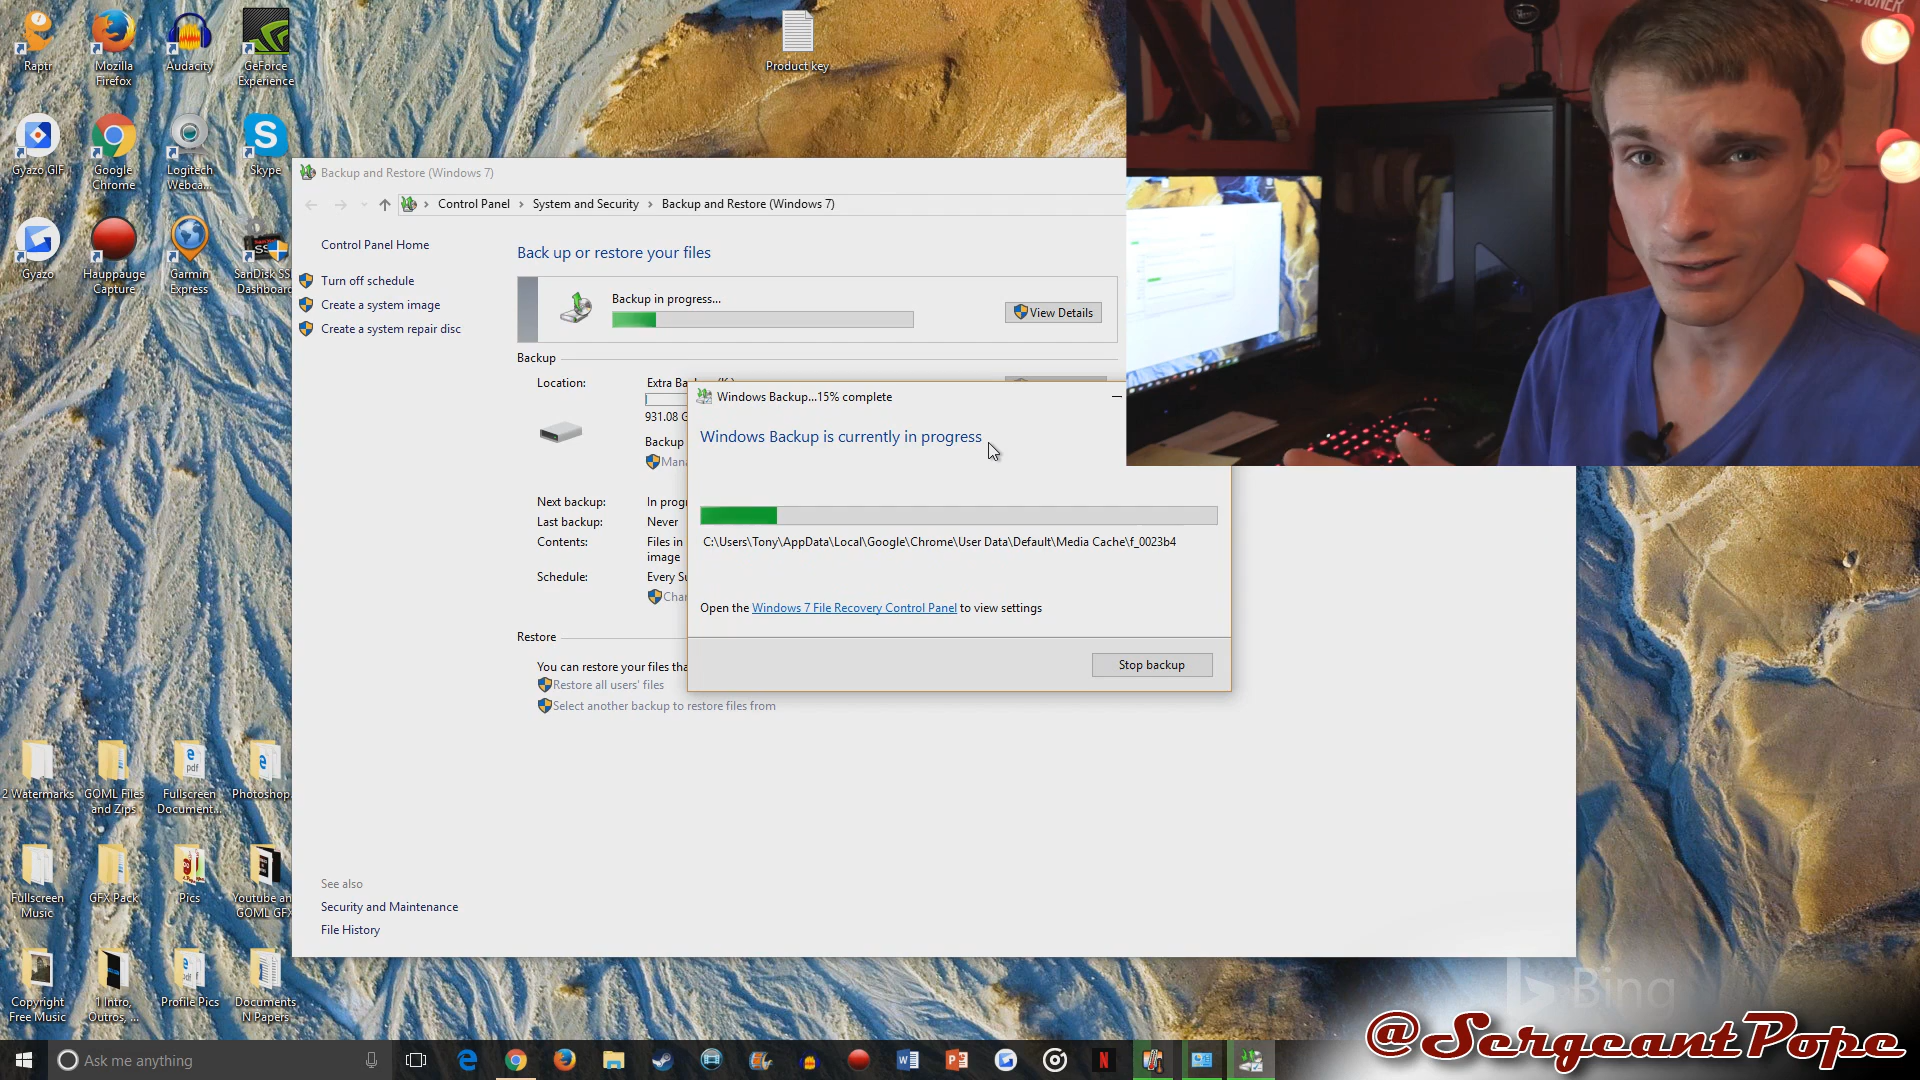 Raptr
Mozilla
Firefox
Audacity
GeForce
Experience
Product key
Gyazo GIF
Google
Chrome
Logitech
Webca...
Skype
Gyazo
Hauppauge
Capture
Garmin
Express
SanDisk SS
Dashboard
Backup and Restore (Windows 7)
Control Panel > System and Security > Backup and Restore (Windows 7)
Control Panel Home
Turn off schedule
Create a system image
Create a system repair disc
Back up or restore your files
Backup in progress...
View Details
Backup
Location:
Extra Ba
931.08 G
Backup
Mana
Next backup:
In progr
Last backup:
Never
Contents:
Files in
image
Schedule:
Every Su
Chan
Restore
You can restore your files tha
Restore all users' files
Select another backup to restore files from
Windows Backup...15% complete
Windows Backup is currently in progress
C:\Users\Tony\AppData\Local\Google\Chrome\User Data\Default\Media Cache\f_0023b4
Open the Windows 7 File Recovery Control Panel to view settings
Stop backup
See also
Security and Maintenance
File History
2 Watermarks
GOML Files
and Zips
Fullscreen
Document...
Photoshop
Fullscreen
Music
GFX Pack
Pics
Youtube an
GOML GFX
Copyright
Free Music
1 Intro,
Outros, ...
Profile Pics
Documents
N Papers
Bing
@SergeantPope
Ask me anything